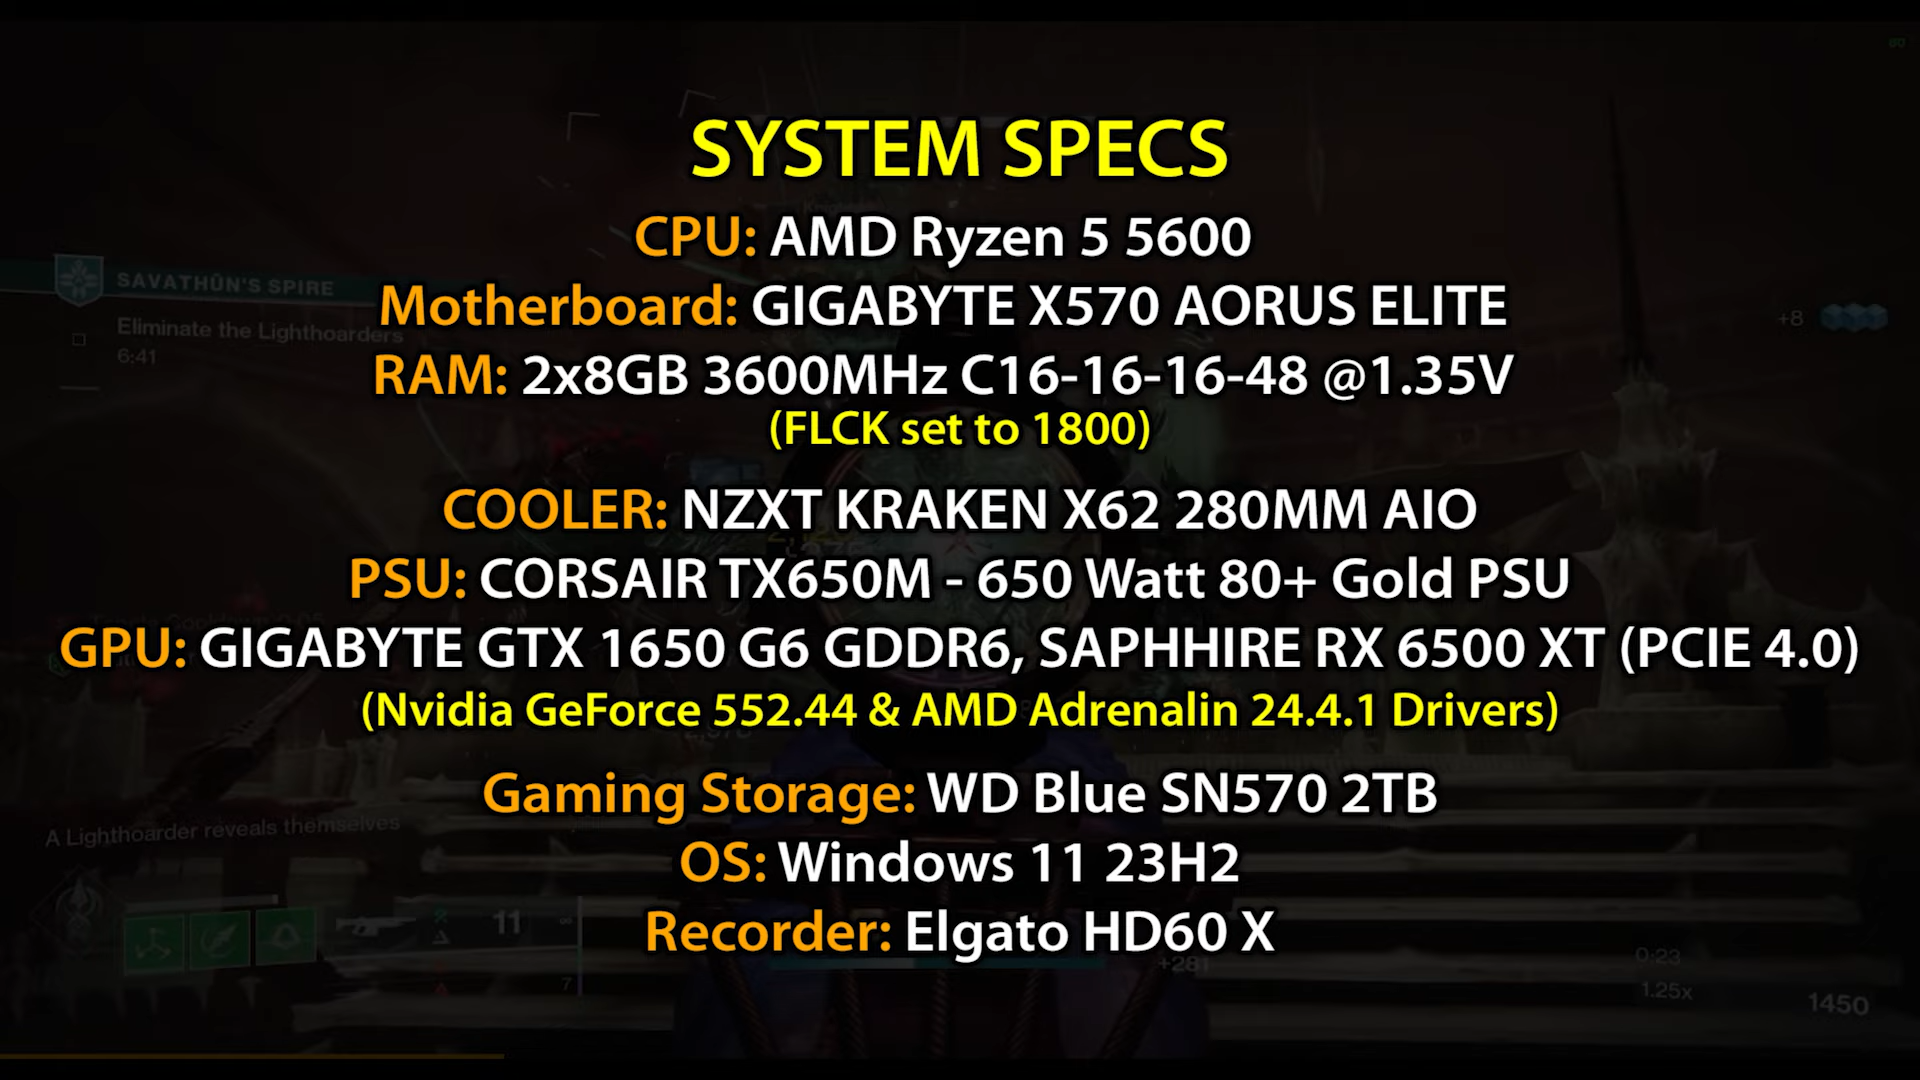 SYSTEM SPECS
CPU: AMD Ryzen 5 5600
SAVATHÛN'S SPIRE
Motherboard: GIGABYTE X570 AORUS ELITE
Eliminate the Lighthoarders
+8
6:41
RAM: 2x8GB 3600MHz C16-16-16-48 @1.35V
(FLCK set to 1800)
COOLER: NZXT KRAKEN X62 280MM AIO
PSU: CORSAIR TX650M - 650 Watt 80+ Gold PSU
GPU: GIGABYTE GTX 1650 G6 GDDR6, SAPHHIRE RX 6500 XT (PCIE 4.0)
(Nvidia GeForce 552.44 & AMD Adrenalin 24.4.1 Drivers)
Gaming Storage: WD Blue SN570 2TB
A Lighthoarder reveals themselves
OS: Windows 11 23H2
11
Recorder: Elgato HD60 X
+281
0:23
7
1.25x
1450